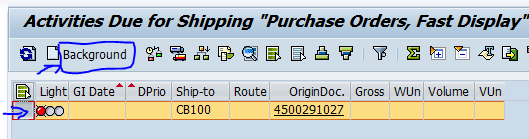 Activities Due for Shipping "Purchase Orders, Fast Display"
Background
Light GI Date DPrio Ship-to Route OriginDoc. Gross WUn Volume VUn
CB100 4500291027